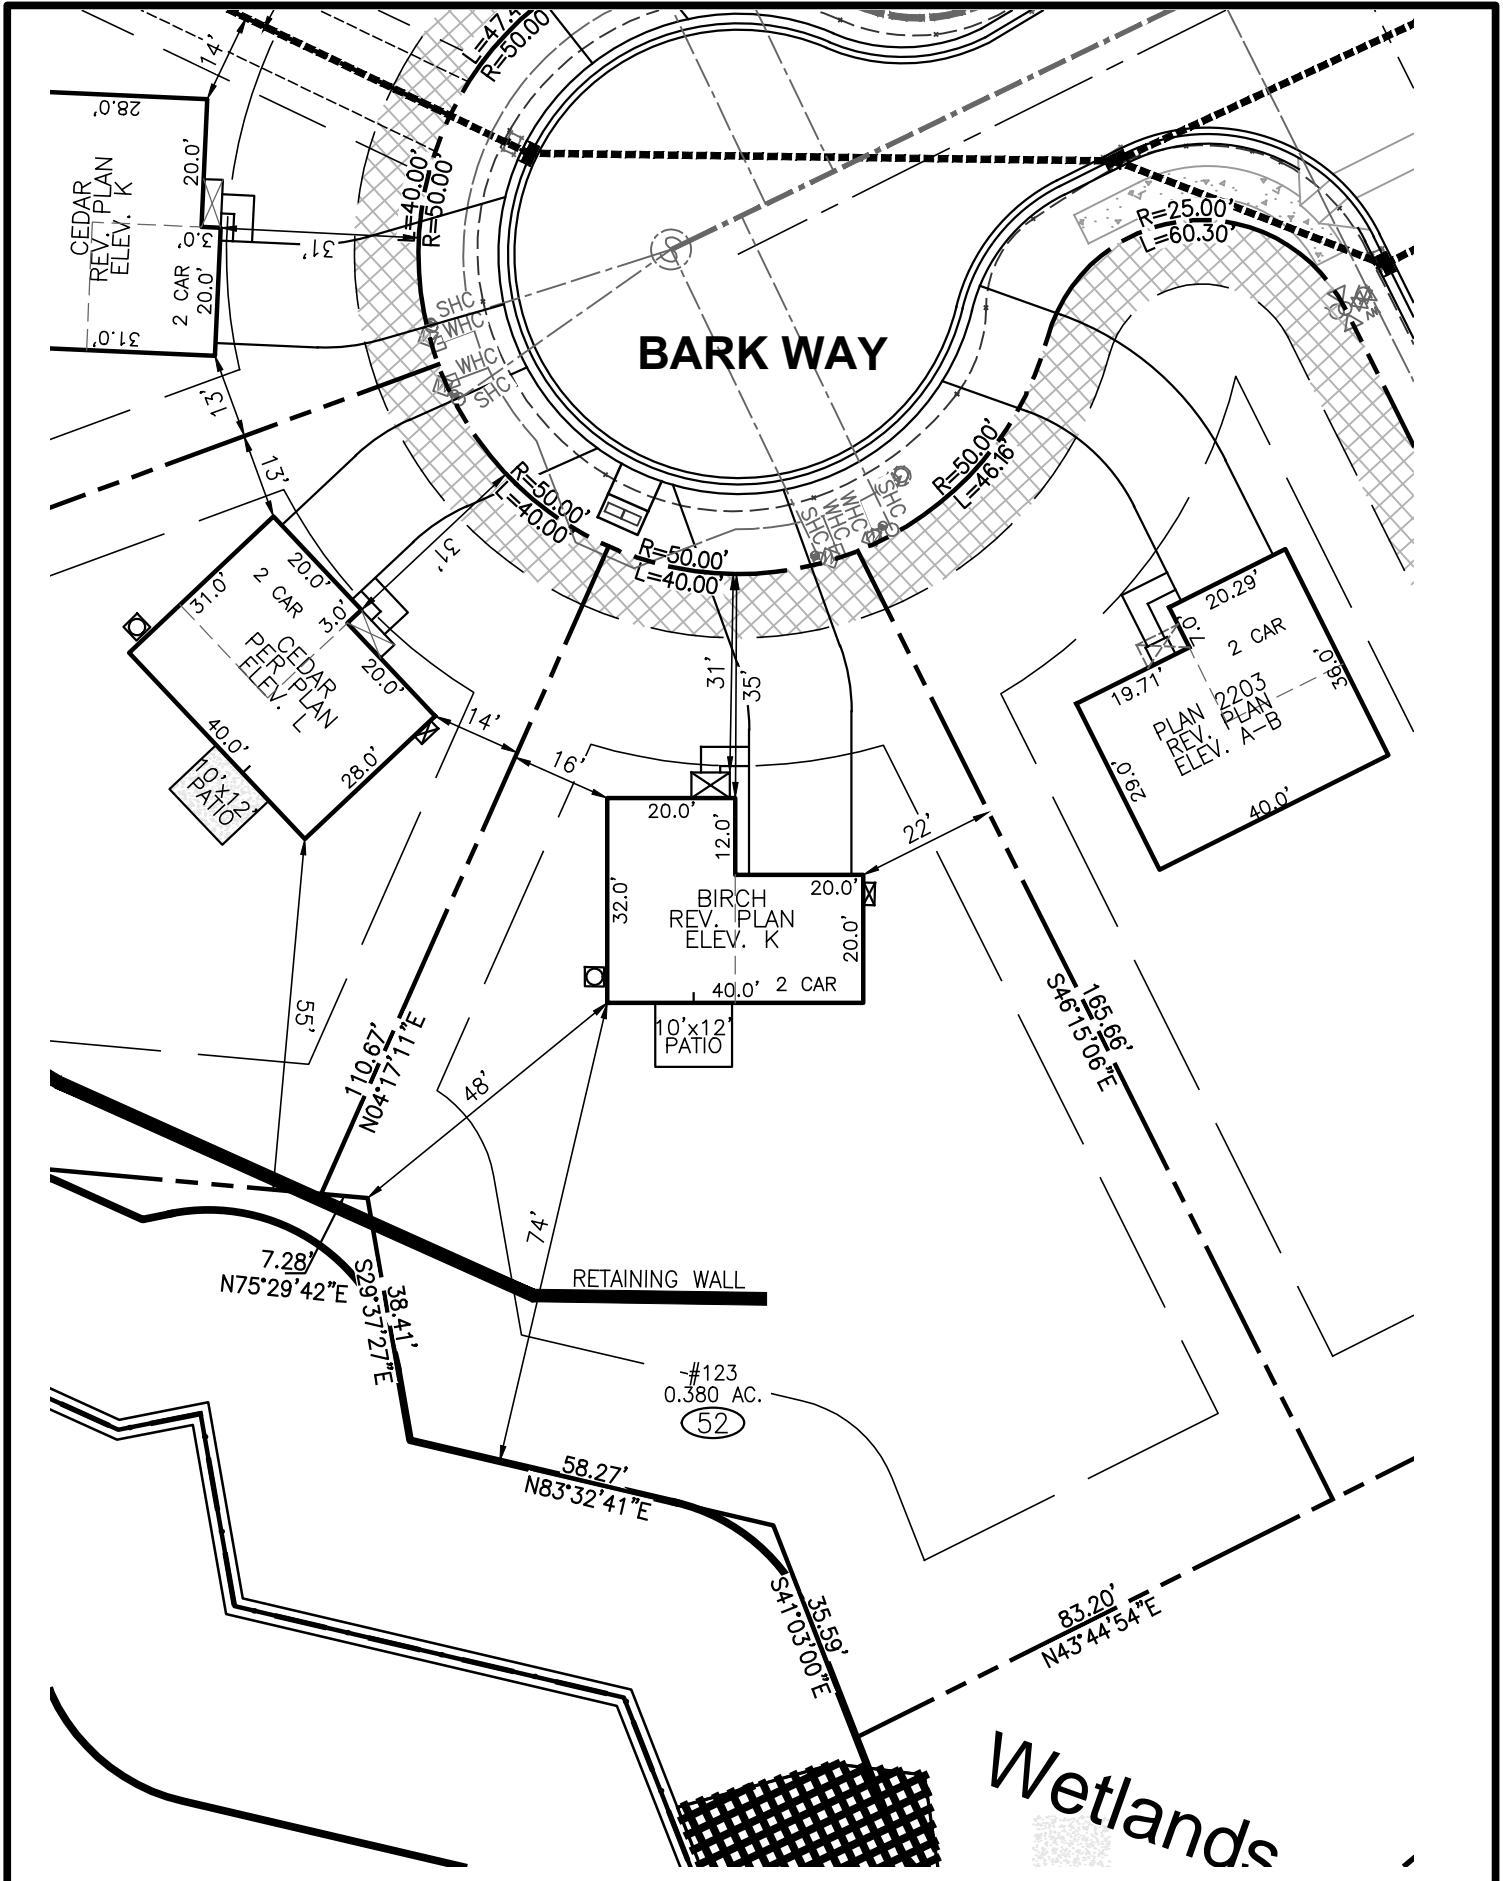 14'
L=47.4
R=50.00'
28.0'
20.0'
CEDAR
REV. PLAN
ELEV. K
3.0'
2 CAR
20.0'
31.0'
31'
L=40.00'
R=50.00'
R=25.00'
L=60.30'
SHC
WHC
WHC
SHC
BARK WAY
13'
13'
R=50.00'
L=40.00'
R=50.00'
L=46.16'
SHC
WHC
WHC
SHC
31'
R=50.00'
L=40.00'
31.0'
20.0'
2 CAR
3.0'
CEDAR
PER PLAN
ELEV. L
20.0'
40.0'
28.0'
10'x12'
PATIO
14'
16'
31'
35'
20.29'
7.0'
2 CAR
36.0'
19.71'
PLAN 2203
REV. PLAN
ELEV. A-B
29.0'
40.0'
22'
20.0'
12.0'
32.0'
20.0'
BIRCH
REV. PLAN
ELEV. K
20.0'
40.0'
2 CAR
10'x12'
PATIO
55'
110.67'
N04°17'11"E
48'
165.66'
S46°15'06"E
74'
7.28'
N75°29'42"E
38.41'
S29°37'27"E
RETAINING WALL
#123
0.380 AC.
52
58.27'
N83°32'41"E
35.59'
S41°03'00"E
83.20'
N43°44'54"E
Wetlands